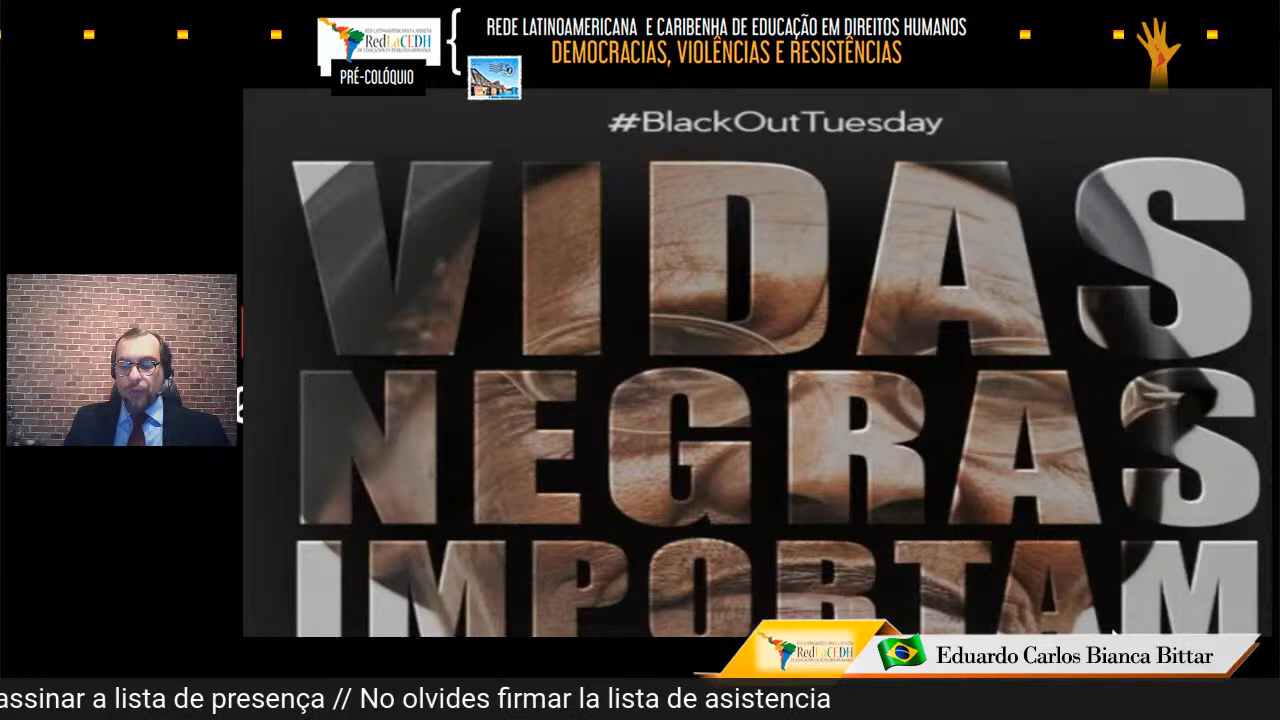 REDE LATINOAMERICANA E CARIBENHA DE EDUCAÇÃO EM DIREITOS HUMANOS
DEMOCRACIAS, VIOLÊNCIAS E RESISTÊNCIAS
RedLaCEDH
PRÉ-COLÓQUIO
#BlackOutTuesday
VIDAS
NEGRAS
IMPORTAM
RedLaCEDH
Eduardo Carlos Bianca Bittar
assinar a lista de presença // No olvides firmar la lista de asistencia